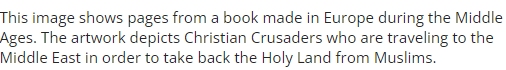 This image shows pages from a book made in Europe during the Middle
Ages. The artwork depicts Christian Crusaders who are traveling to the
Middle East in order to take back the Holy Land from Muslims.